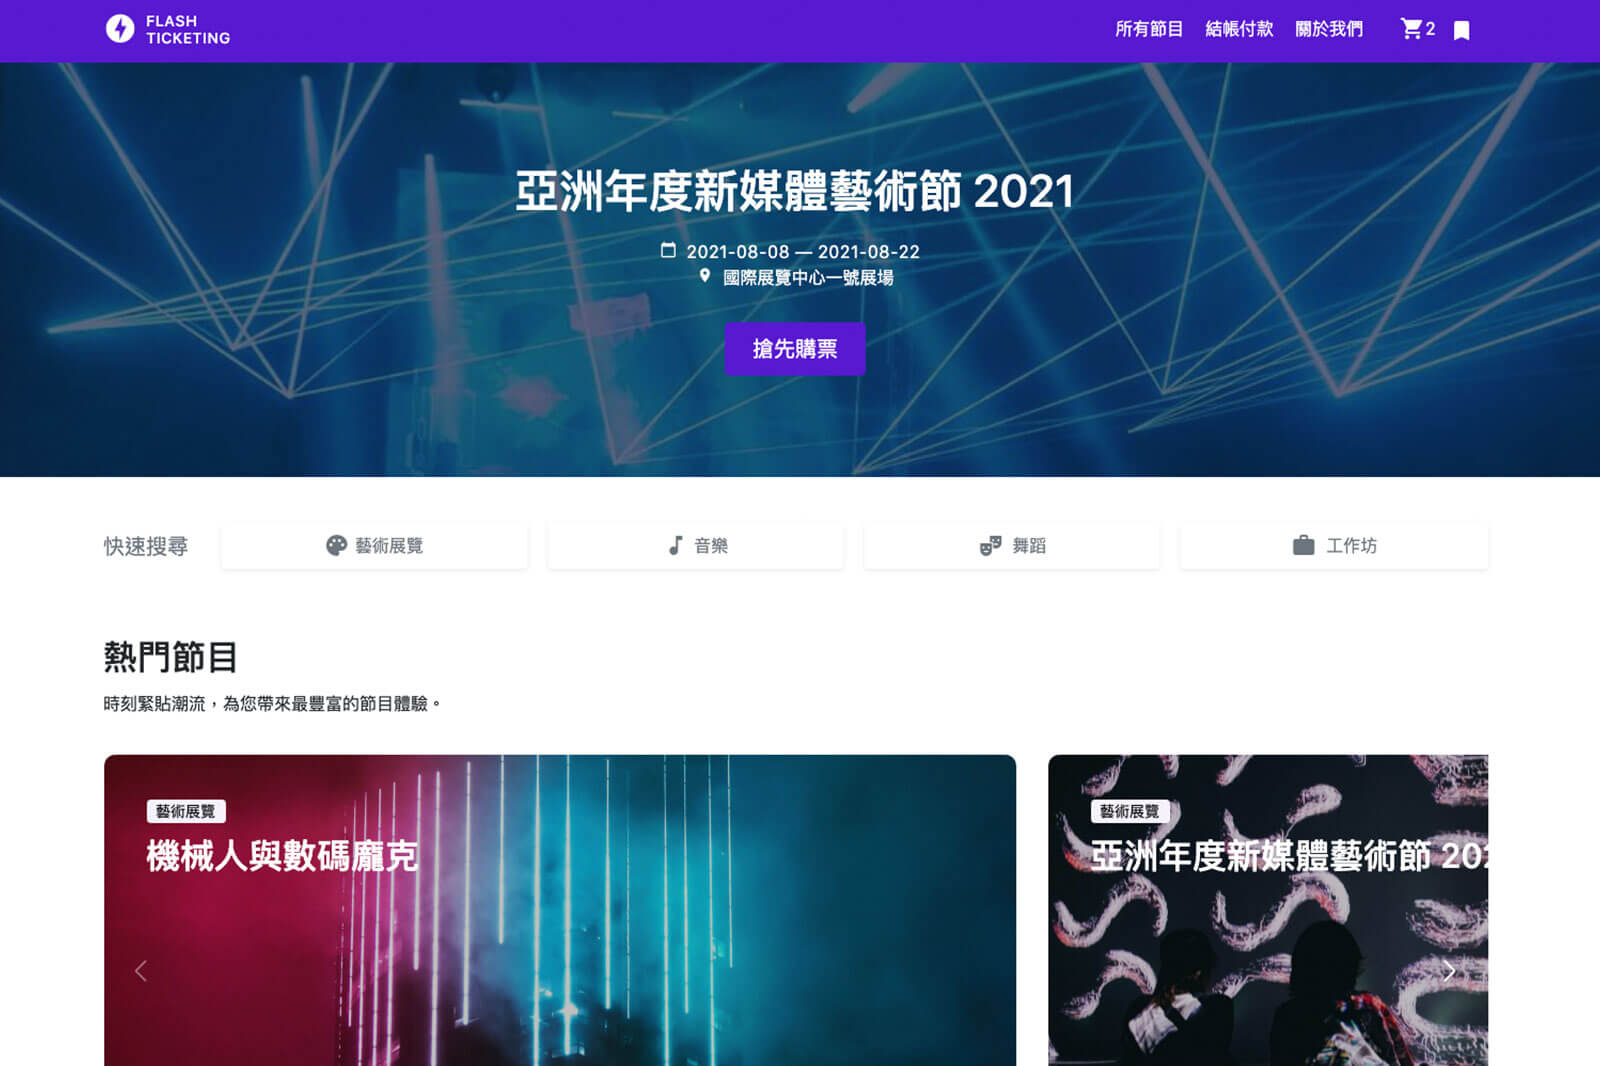 FLASH
TICKETING
所有節目
結帳付款
關於我們
2
亞洲年度新媒體藝術節 2021
2021-08-08 — 2021-08-22
國際展覽中心一號展場
搶先購票
快速搜尋
藝術展覽
音樂
舞蹈
工作坊
熱門節目
時刻緊貼潮流，為您帶來最豐富的節目體驗。
藝術展覽
機械人與數碼龐克
藝術展覽
亞洲年度新媒體藝術節 202